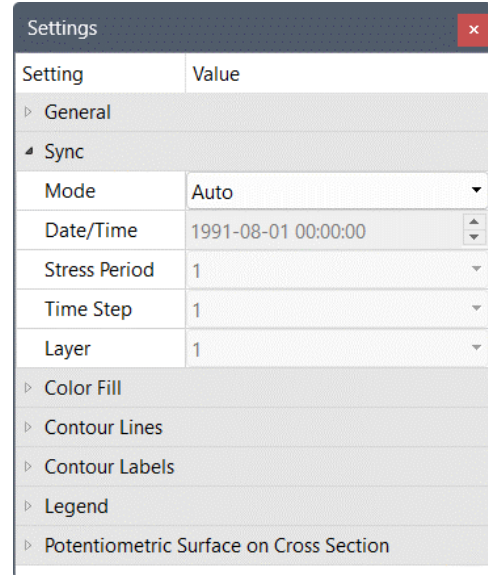 Settings
Setting Value
General
Sync
Mode Auto
Date/Time 1991-08-01 00:00:00
Stress Period 1
Time Step 1
Layer 1
Color Fill
Contour Lines
Contour Labels
Legend
Potentiometric Surface on Cross Section